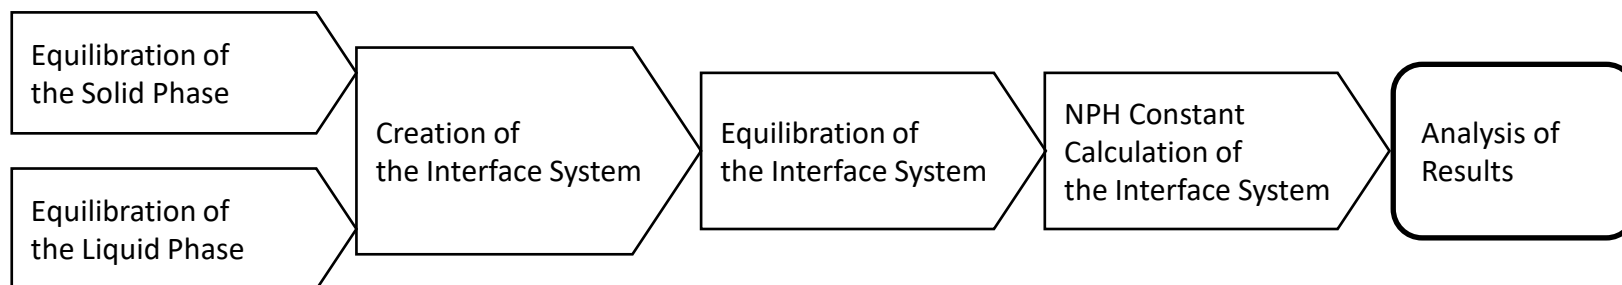 Equilibration of
the Solid Phase
Equilibration of
the Liquid Phase
Creation of
the Interface System
Equilibration of
the Interface System
NPH Constant
Calculation of
the Interface System
Analysis of
Results